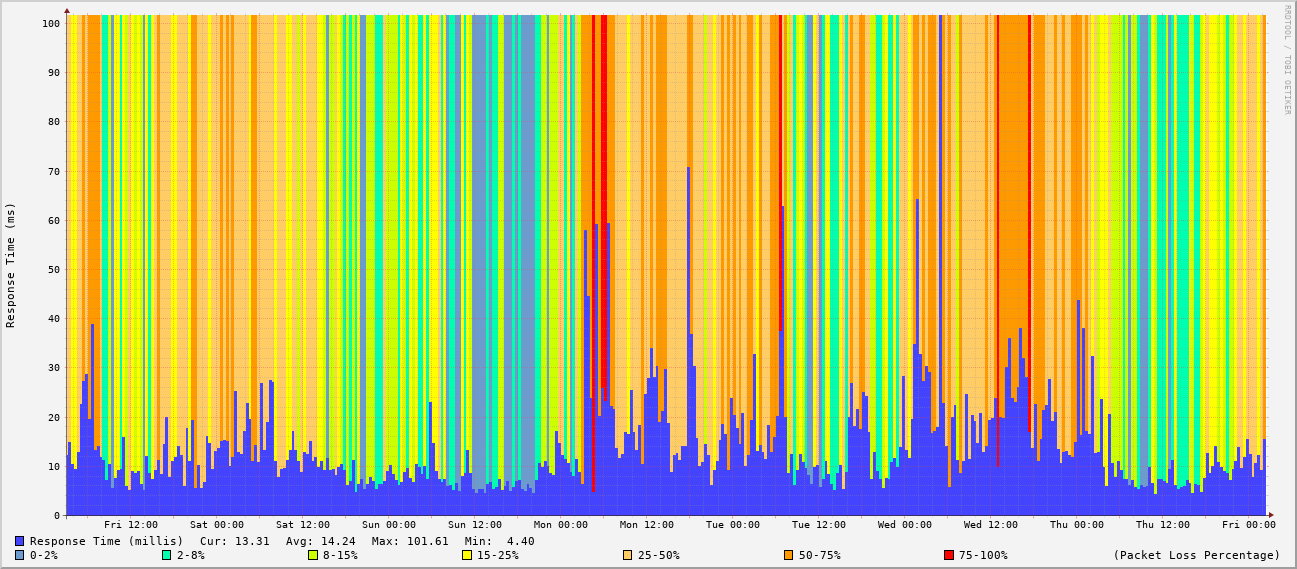 RRDTOOL / TOBI OETIKER
Response Time (ms)
100
90
80
70
60
50
40
30
20
10
0
Fri 12:00 Sat 00:00 Sat 12:00 Sun 00:00 Sun 12:00 Mon 00:00 Mon 12:00 Tue 00:00 Tue 12:00 Wed 00:00 Wed 12:00 Thu 00:00 Thu 12:00 Fri 00:00
Response Time (millis) Cur: 13.31 Avg: 14.24 Max: 101.61 Min: 4.40
0-2% 2-8% 8-15% 15-25% 25-50% 50-75% 75-100% (Packet Loss Percentage)